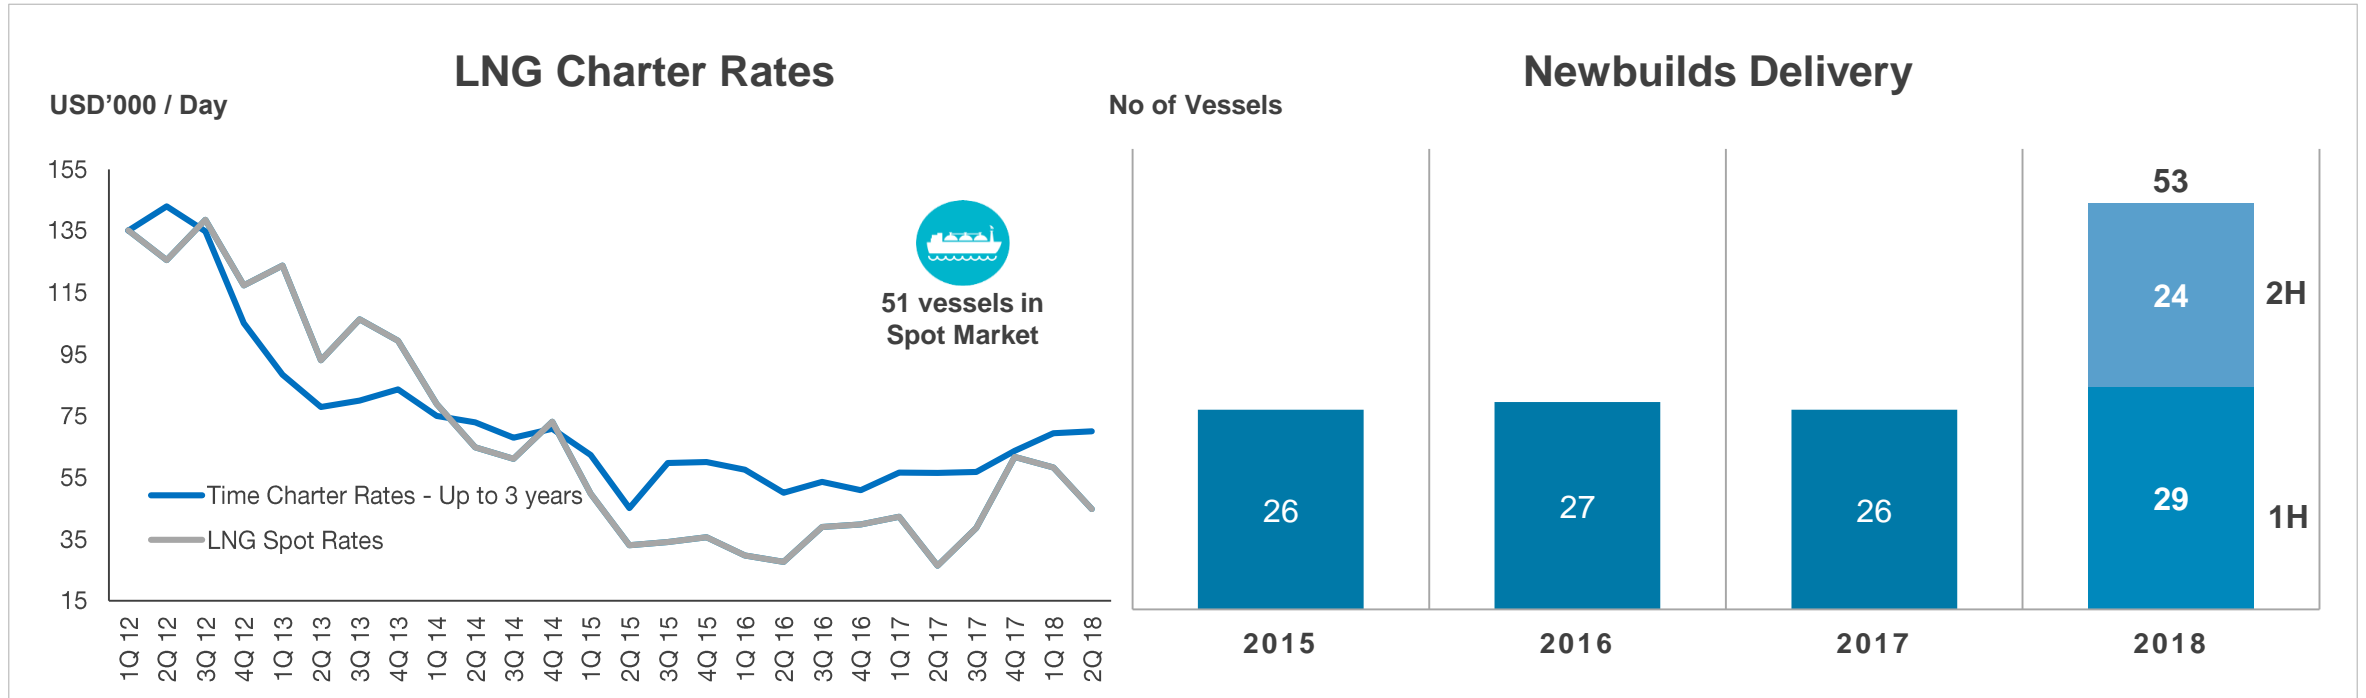 LNG Charter Rates
USD’000 / Day
155
135
115
95
75
55
35
15
51 vessels in
Spot Market
Time Charter Rates - Up to 3 years
LNG Spot Rates
1Q 12
2Q 12
3Q 12
4Q 12
1Q 13
2Q 13
3Q 13
4Q 13
1Q 14
2Q 14
3Q 14
4Q 14
1Q 15
2Q 15
3Q 15
4Q 15
1Q 16
2Q 16
3Q 16
4Q 16
1Q 17
2Q 17
3Q 17
4Q 17
1Q 18
2Q 18
Newbuilds Delivery
No of Vessels
53
24
2H
26
27
26
29
1H
2015
2016
2017
2018